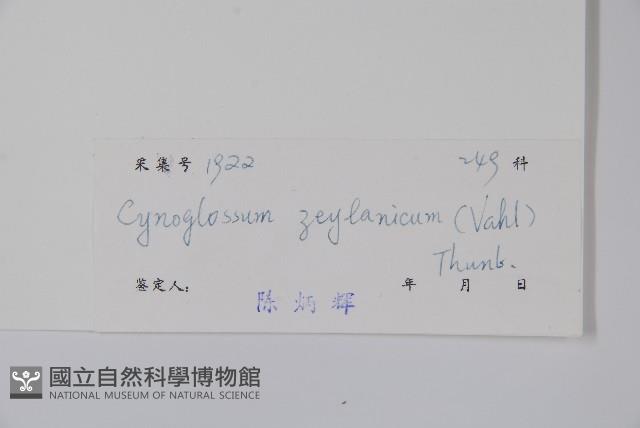 采集号 1922 249 科
Cynoglossum zeylanicum (Vahl)
Thunb.
鉴定人: 年 月 日
陈炳辉
國立自然科學博物館
NATIONAL MUSEUM OF NATURAL SCIENCE